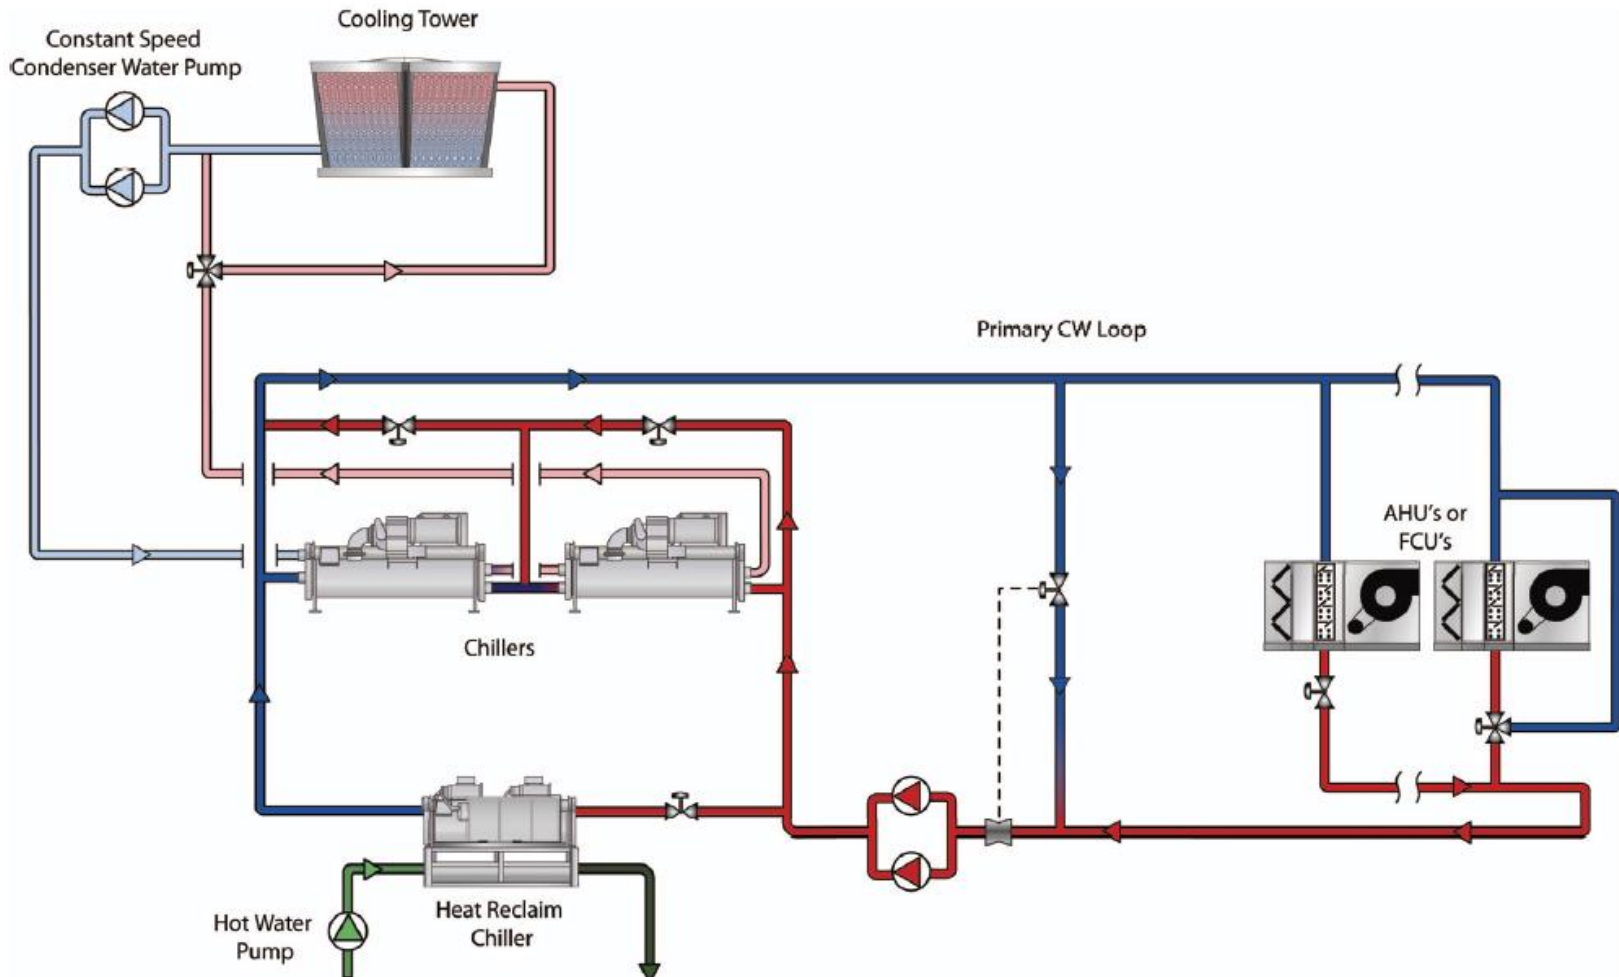 Cooling Tower
Constant Speed
Condenser Water Pump
Primary CW Loop
AHU's or
FCU's
Chillers
Heat Reclaim
Chiller
Hot Water
Pump